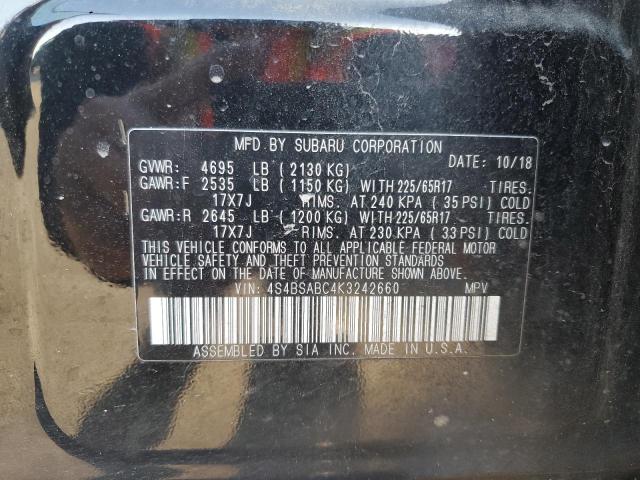 MFD.BY SUBARU CORPORATION
GVWR: 4695 LB (2130 KG) DATE: 10/18
GAWR:F 2535 LB (1150 KG) WITH 225/65R17 TIRES.
17X7J RIMS. AT 240 KPA (35 PSI) COLD
GAWR:R 2645 LB (1200 KG) WITH 225/65R17 TIRES.
17X7J RIMS. AT 230 KPA (33 PSI) COLD
THIS VEHICLE CONFORMS TO ALL APPLICABLE FEDERAL MOTOR
VEHICLE SAFETY AND THEFT PREVENTION STANDARDS
IN EFFECT ON THE DATE OF MANUFACTURE SHOWN ABOVE.
VIN: 4S4BSABC4K3242660 MPV
ASSEMBLED BY SIA INC. MADE IN U.S.A.